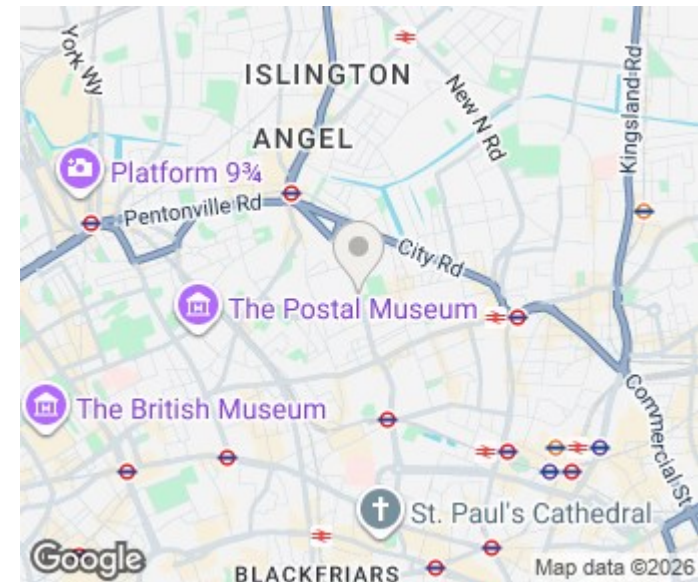 York Wy
ISLINGTON
New N Rd
Kingsland Rd
ANGEL
Platform 9¾
Pentonville Rd
City Rd
The Postal Museum
The British Museum
Commercial St
St. Paul's Cathedral
Google
BLACKFRIARS
Map data ©2026